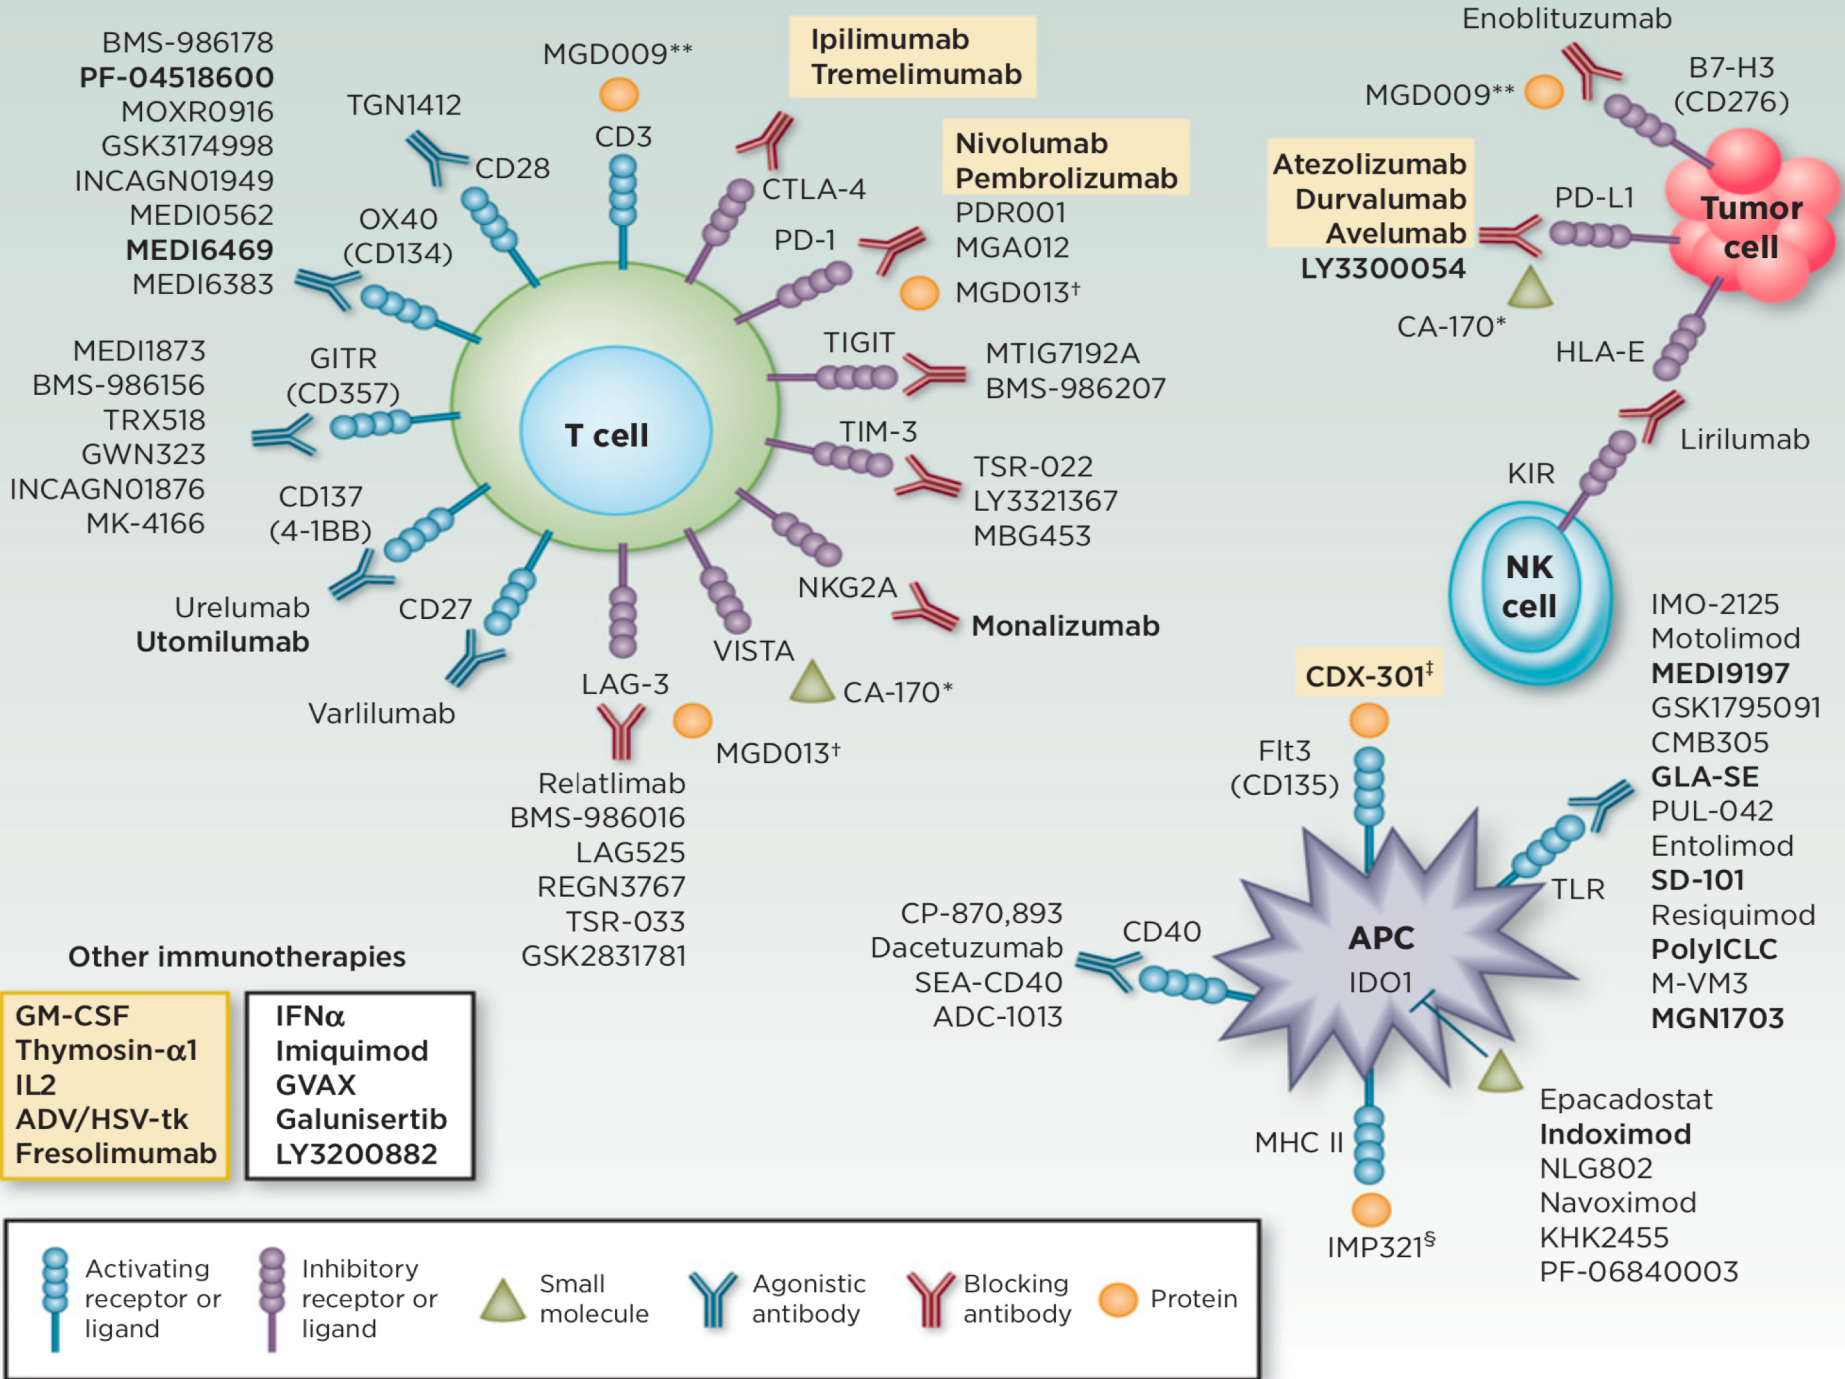 BMS-986178
PF-04518600
MOXR0916
GSK3174998
INCAGN01949
MEDI0562
MEDI6469
MEDI6383
OX40
(CD134)
TGN1412
CD28
MGD009**
CD3
Ipilimumab
Tremelimumab
CTLA-4
Nivolumab
Pembrolizumab
PDR001
MGA012
MGD013†
PD-1
TIGIT
MTIG7192A
BMS-986207
TIM-3
TSR-022
LY3321367
MBG453
NKG2A
Monalizumab
VISTA
CA-170*
LAG-3
MGD013†
Relatlimab
BMS-986016
LAG525
REGN3767
TSR-033
GSK2831781
CD27
Varlilumab
CD137
(4-1BB)
Urelumab
Utomilumab
GITR
(CD357)
MEDI1873
BMS-986156
TRX518
GWN323
INCAGN01876
MK-4166
T cell
Enoblituzumab
MGD009**
B7-H3
(CD276)
Atezolizumab
Durvalumab
Avelumab
LY3300054
PD-L1
CA-170*
Tumor
cell
HLA-E
Lirilumab
KIR
NK
cell
CDX-301‡
Flt3
(CD135)
IMO-2125
Motolimod
MEDI9197
GSK1795091
CMB305
GLA-SE
PUL-042
Entolimod
SD-101
Resiquimod
PolyICLC
M-VM3
MGN1703
TLR
CP-870,893
Dacetuzumab
SEA-CD40
ADC-1013
CD40
APC
IDO1
Epacadostat
Indoximod
NLG802
Navoximod
KHK2455
PF-06840003
MHC II
IMP321§
Other immunotherapies
GM-CSF
Thymosin-α1
IL2
ADV/HSV-tk
Fresolimumab
IFNα
Imiquimod
GVAX
Galunisertib
LY3200882
Activating
receptor or
ligand
Inhibitory
receptor or
ligand
Small
molecule
Agonistic
antibody
Blocking
antibody
Protein